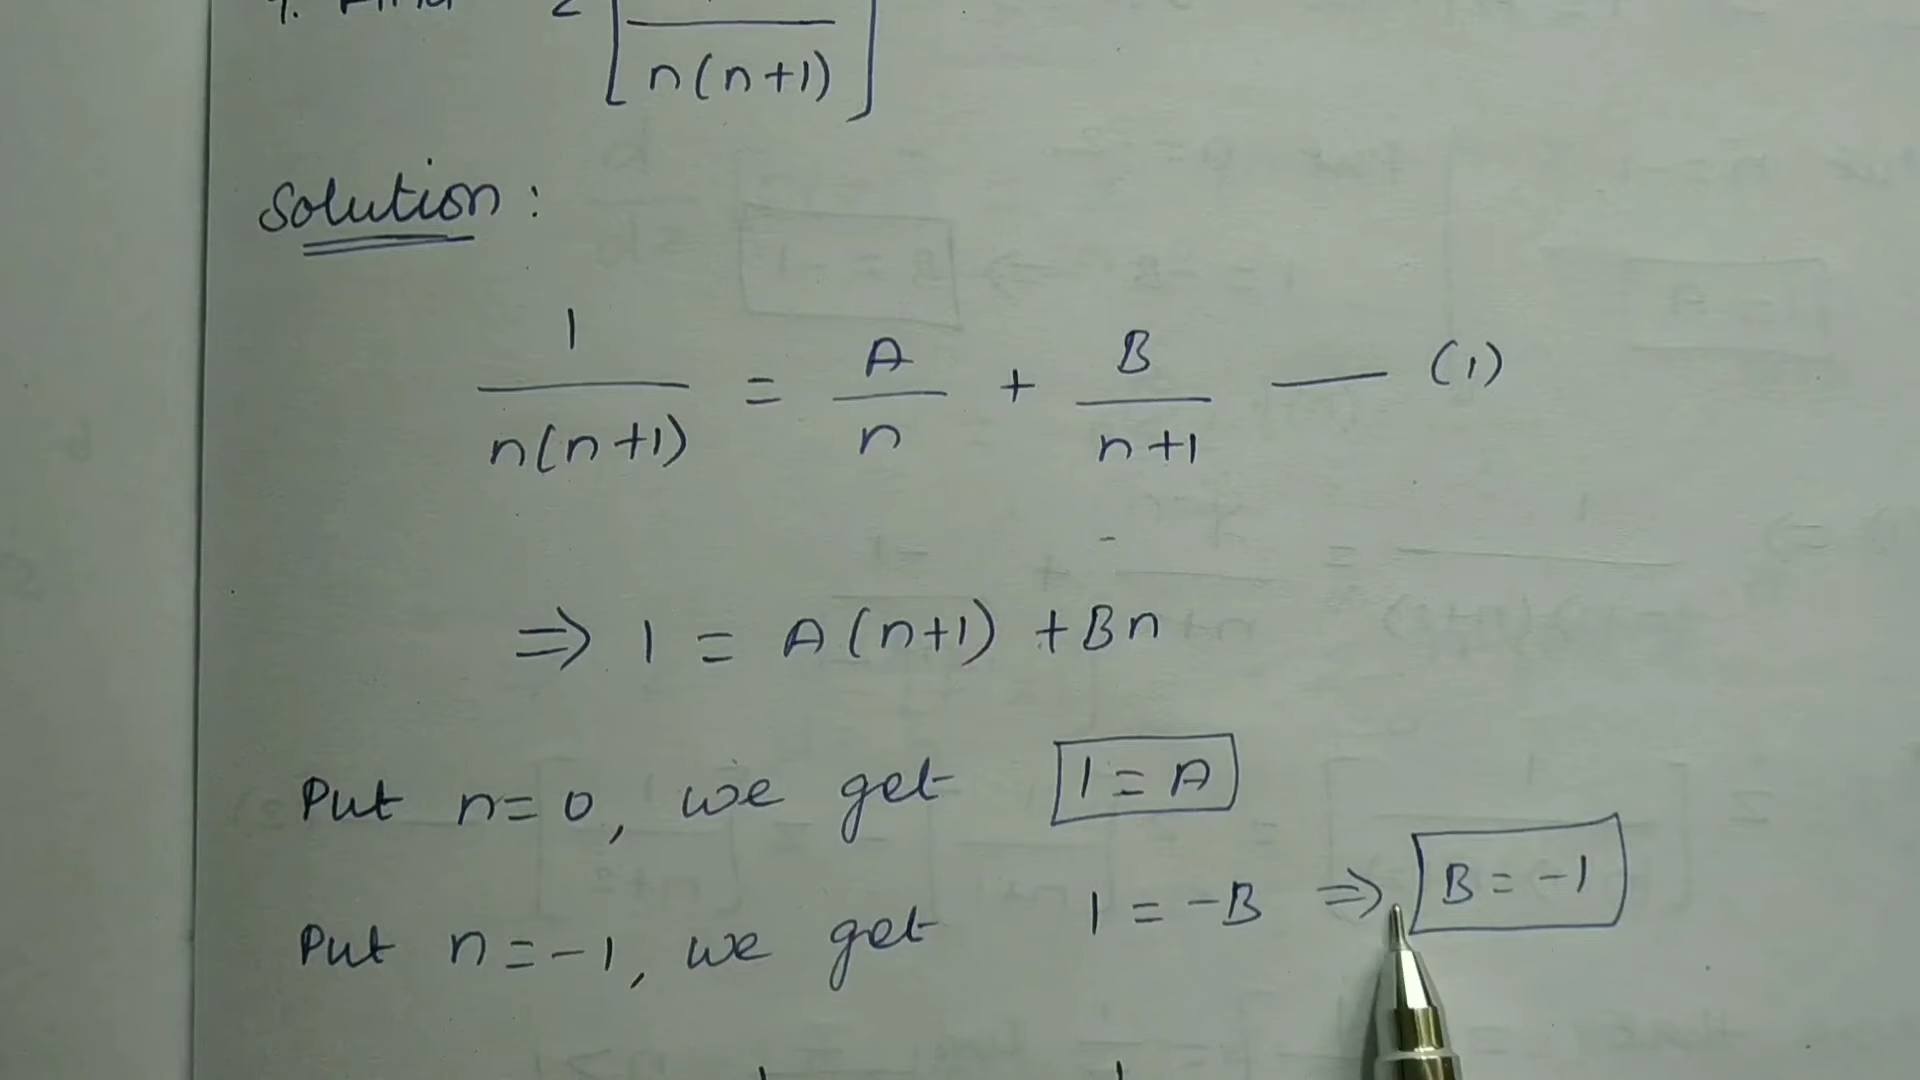 n(n+1)
Solution :
1/n(n+1) = A/n + B/n+1 — (1)
⇒ 1 = A(n+1) + Bn
Put n=0, we get 1 = A
Put n=-1, we get 1 = -B ⇒ B = -1